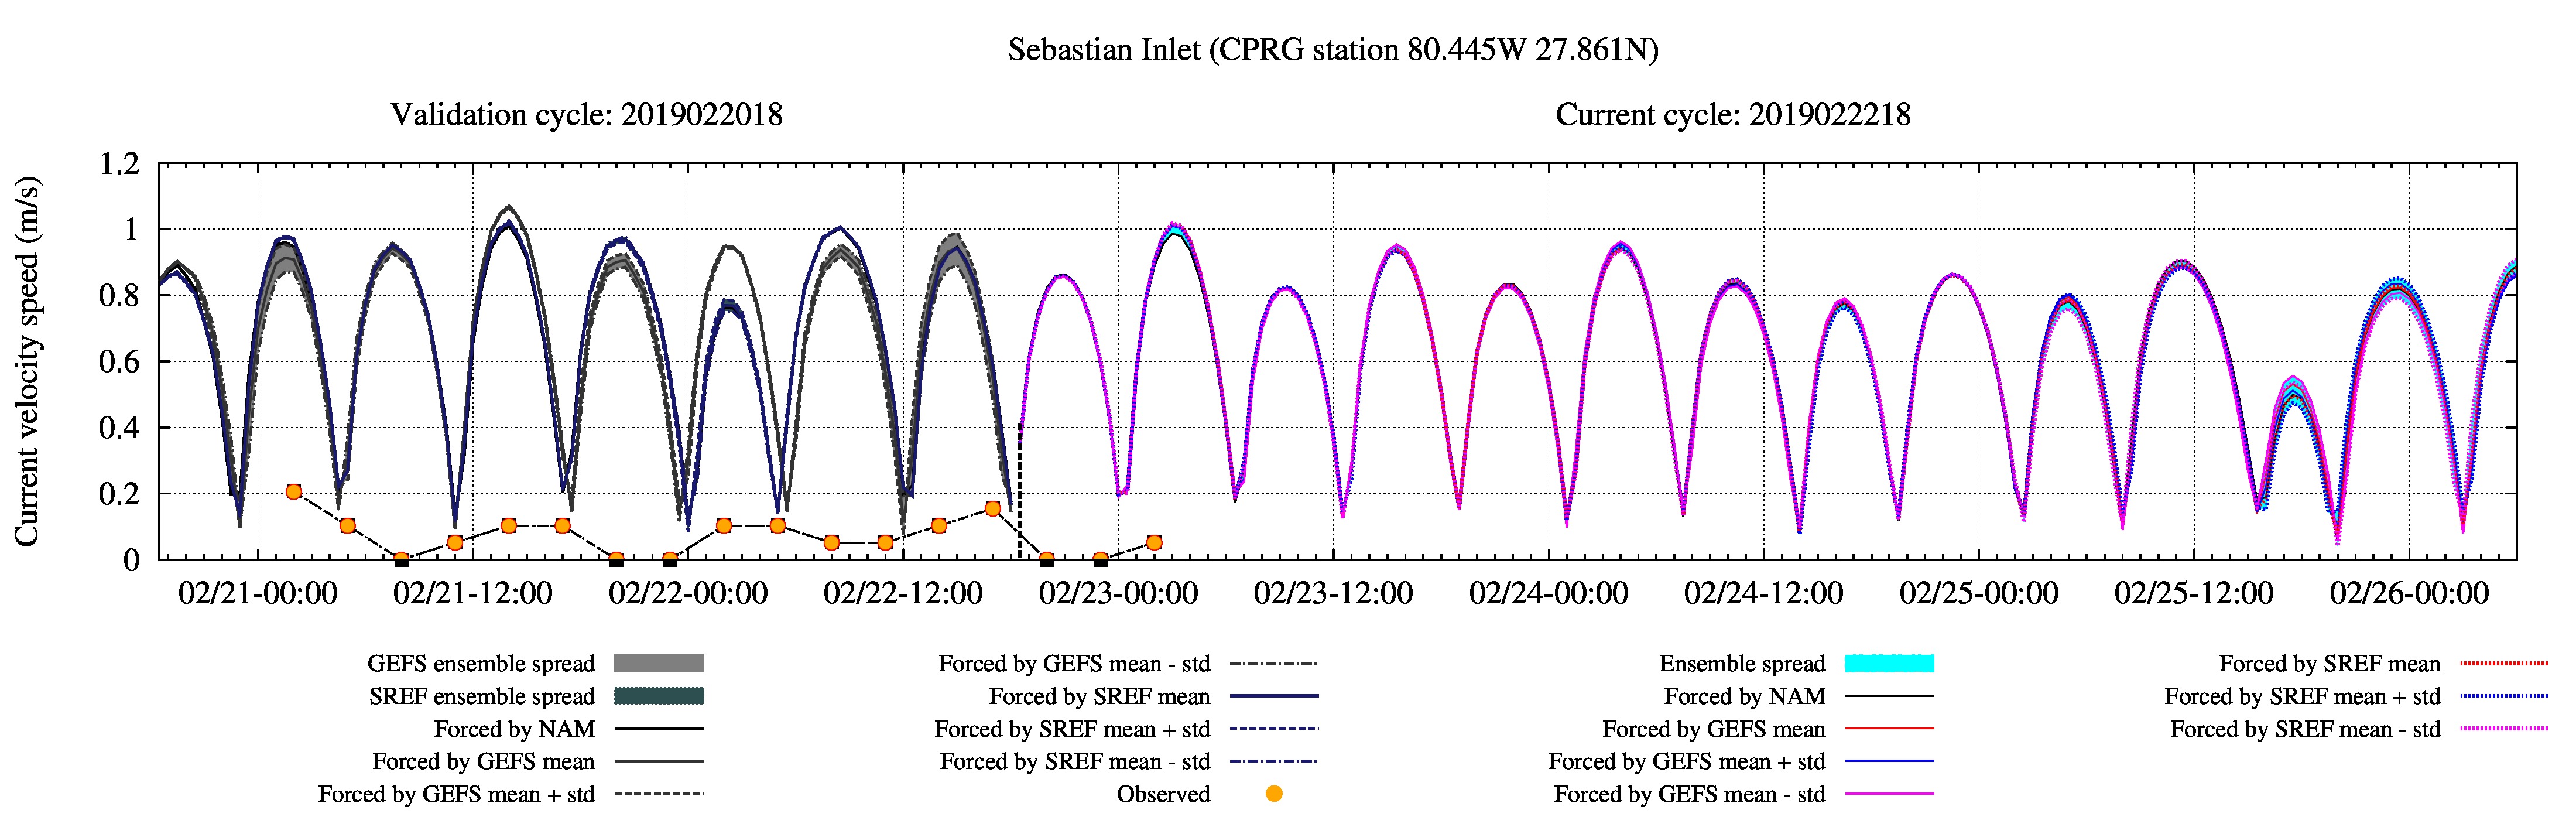 Sebastian Inlet (CPRG station 80.445W 27.861N)
Validation cycle: 2019022018
Current cycle: 2019022218
Current velocity speed (m/s)
1.2
1
0.8
0.6
0.4
0.2
0
02/21-00:00
02/21-12:00
02/22-00:00
02/22-12:00
02/23-00:00
02/23-12:00
02/24-00:00
02/24-12:00
02/25-00:00
02/25-12:00
02/26-00:00
GEFS ensemble spread
SREF ensemble spread
Forced by NAM
Forced by GEFS mean
Forced by GEFS mean + std
Forced by GEFS mean - std
Forced by SREF mean
Forced by SREF mean + std
Forced by SREF mean - std
Observed
Ensemble spread
Forced by NAM
Forced by GEFS mean
Forced by GEFS mean + std
Forced by GEFS mean - std
Forced by SREF mean
Forced by SREF mean + std
Forced by SREF mean - std